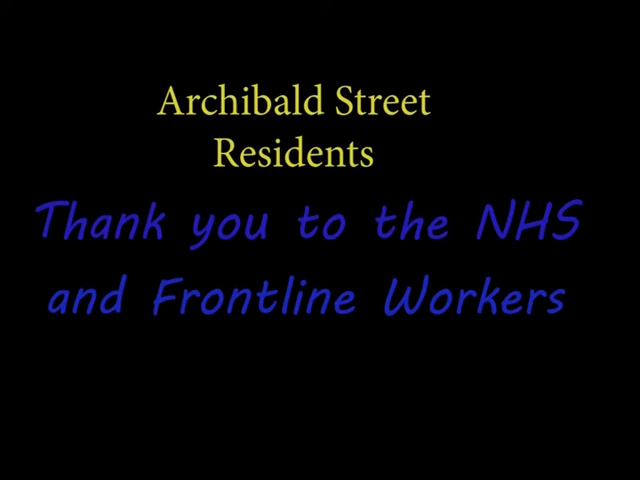 Archibald Street
Residents
Thank you to the NHS
and Frontline Workers